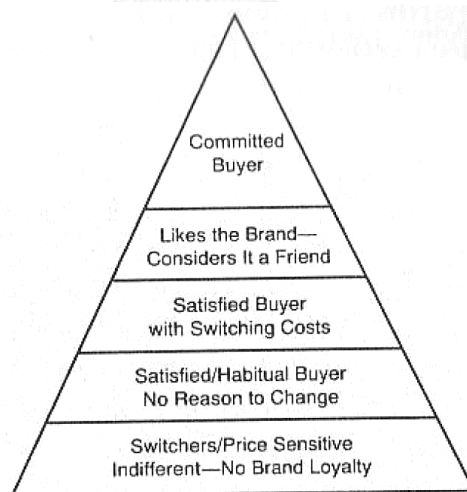 Committed
Buyer
Likes the Brand—
Considers It a Friend
Satisfied Buyer
with Switching Costs
Satisfied/Habitual Buyer
No Reason to Change
Switchers/Price Sensitive
Indifferent—No Brand Loyalty